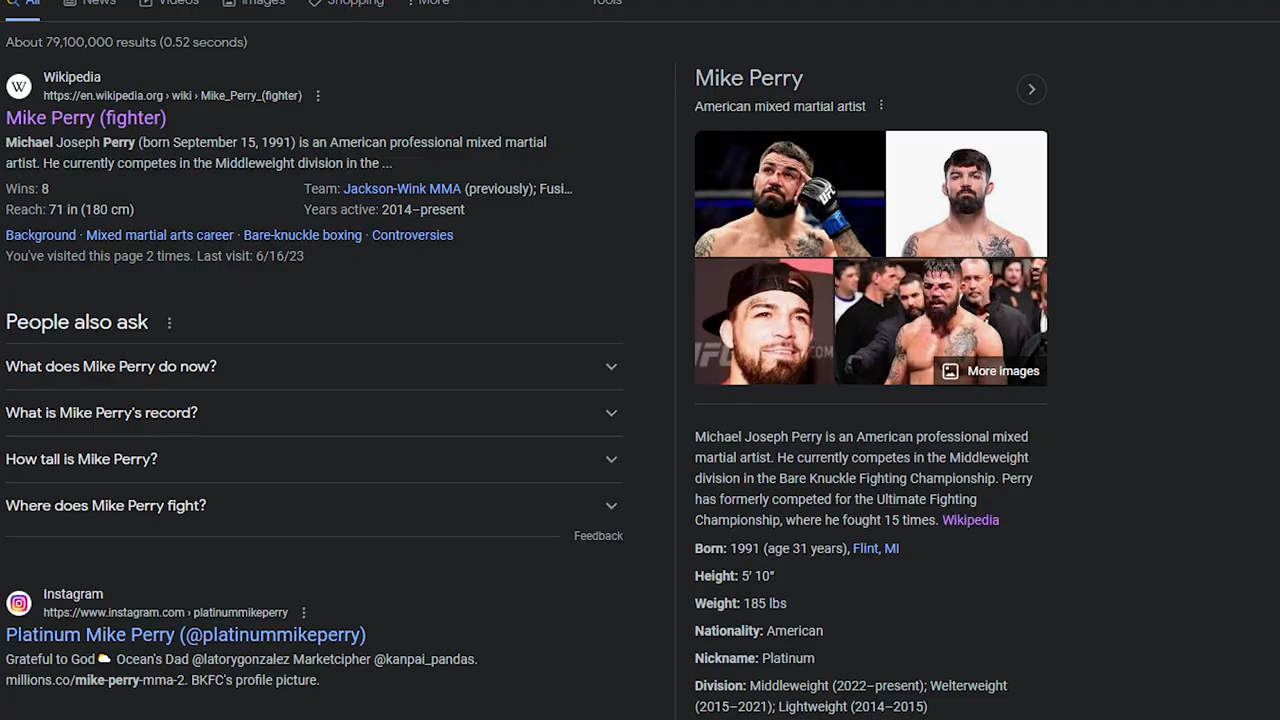 All News Videos Images Shopping More Tools
About 79,100,000 results (0.52 seconds)
W
Wikipedia
https://en.wikipedia.org › wiki › Mike_Perry_(fighter)
Mike Perry (fighter)
Michael Joseph Perry (born September 15, 1991) is an American professional mixed martial
artist. He currently competes in the Middleweight division in the ...
Wins: 8 Team: Jackson-Wink MMA (previously); Fusi...
Reach: 71 in (180 cm) Years active: 2014–present
Background · Mixed martial arts career · Bare-knuckle boxing · Controversies
You've visited this page 2 times. Last visit: 6/16/23
People also ask
What does Mike Perry do now?
What is Mike Perry's record?
How tall is Mike Perry?
Where does Mike Perry fight?
Feedback
Instagram
https://www.instagram.com › platinummikeperry
Platinum Mike Perry (@platinummikeperry)
Grateful to God🌤 Ocean's Dad @latorygonzalez Marketcipher @kanpai_pandas.
millions.co/mike-perry-mma-2. BKFC's profile picture.
Mike Perry
American mixed martial artist
UFC
UFC .COM
More images
Michael Joseph Perry is an American professional mixed
martial artist. He currently competes in the Middleweight
division in the Bare Knuckle Fighting Championship. Perry
has formerly competed for the Ultimate Fighting
Championship, where he fought 15 times. Wikipedia
Born: 1991 (age 31 years), Flint, MI
Height: 5′ 10″
Weight: 185 lbs
Nationality: American
Nickname: Platinum
Division: Middleweight (2022–present); Welterweight
(2015–2021); Lightweight (2014–2015)